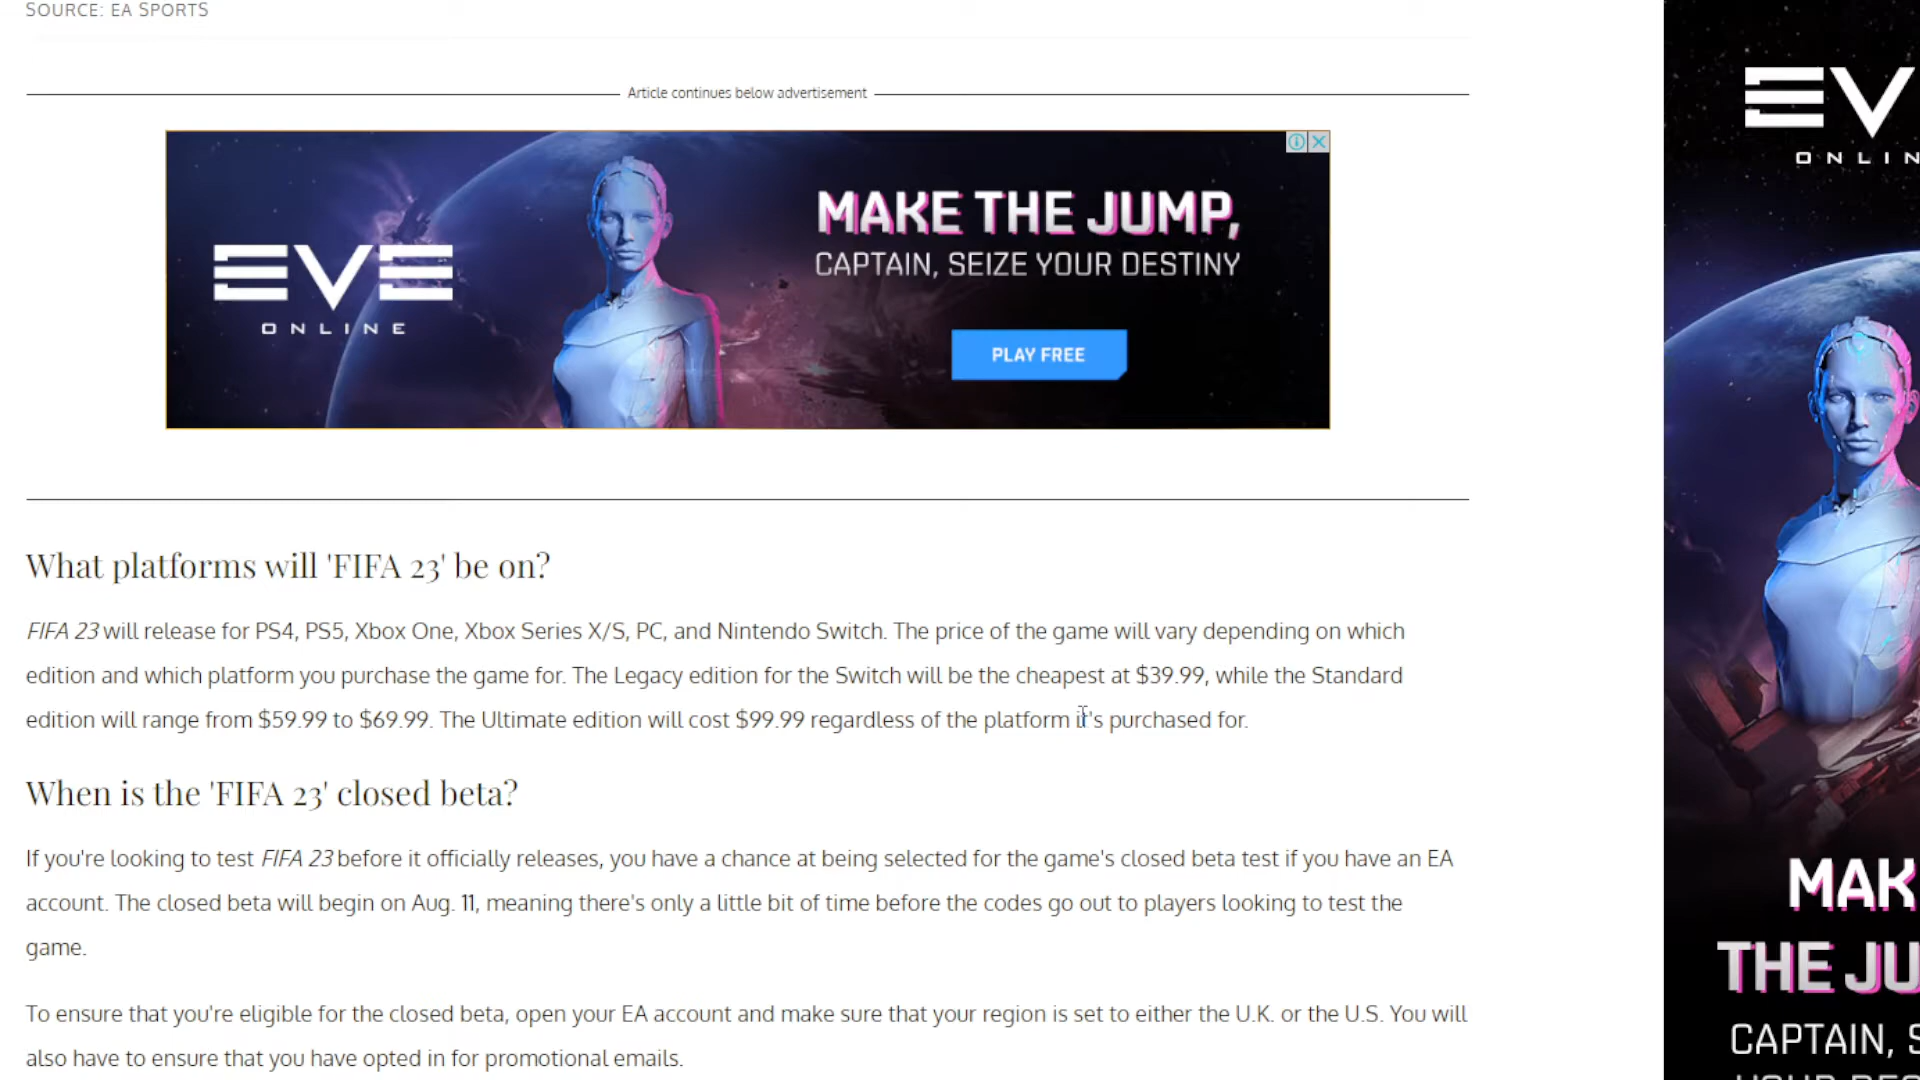 SOURCE: EA SPORTS
Article continues below advertisement
EVE
ONLINE
MAKE THE JUMP,
CAPTAIN, SEIZE YOUR DESTINY
PLAY FREE
What platforms will 'FIFA 23' be on?
FIFA 23 will release for PS4, PS5, Xbox One, Xbox Series X/S, PC, and Nintendo Switch. The price of the game will vary depending on which
edition and which platform you purchase the game for. The Legacy edition for the Switch will be the cheapest at $39.99, while the Standard
edition will range from $59.99 to $69.99. The Ultimate edition will cost $99.99 regardless of the platform it's purchased for.
When is the 'FIFA 23' closed beta?
If you're looking to test FIFA 23 before it officially releases, you have a chance at being selected for the game's closed beta test if you have an EA
account. The closed beta will begin on Aug. 11, meaning there's only a little bit of time before the codes go out to players looking to test the
game.
To ensure that you're eligible for the closed beta, open your EA account and make sure that your region is set to either the U.K. or the U.S. You will
also have to ensure that you have opted in for promotional emails.
EV
ONLIN
MAK
THE JU
CAPTAIN, S